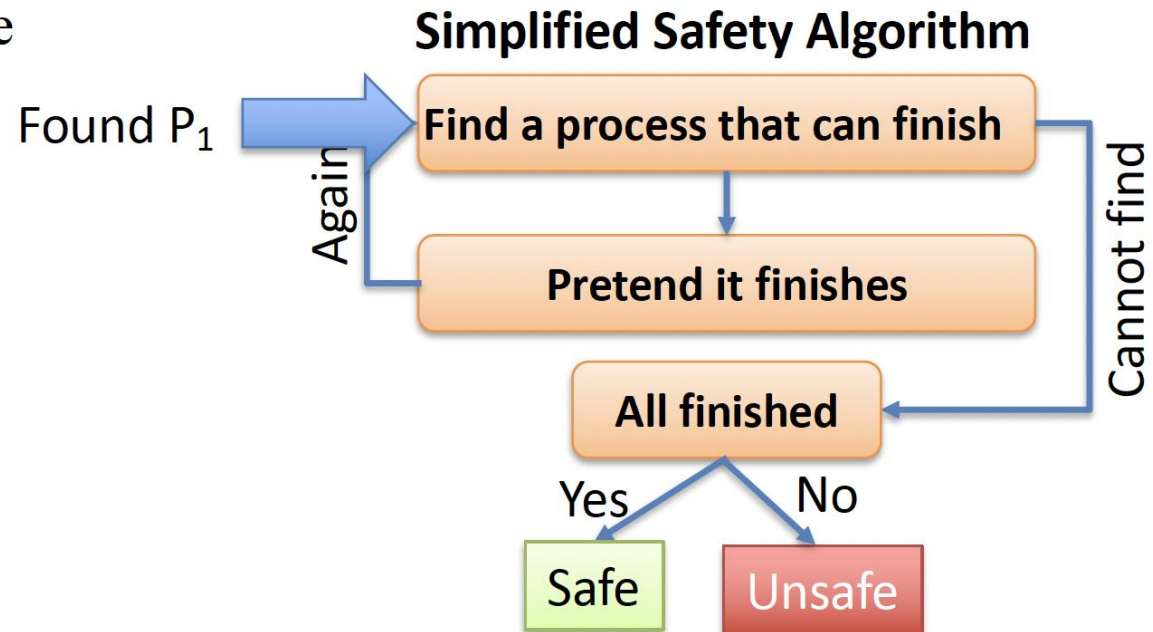 e
Simplified Safety Algorithm
Found P₁
Find a process that can finish
Again
Cannot find
Pretend it finishes
All finished
Yes
No
Safe
Unsafe